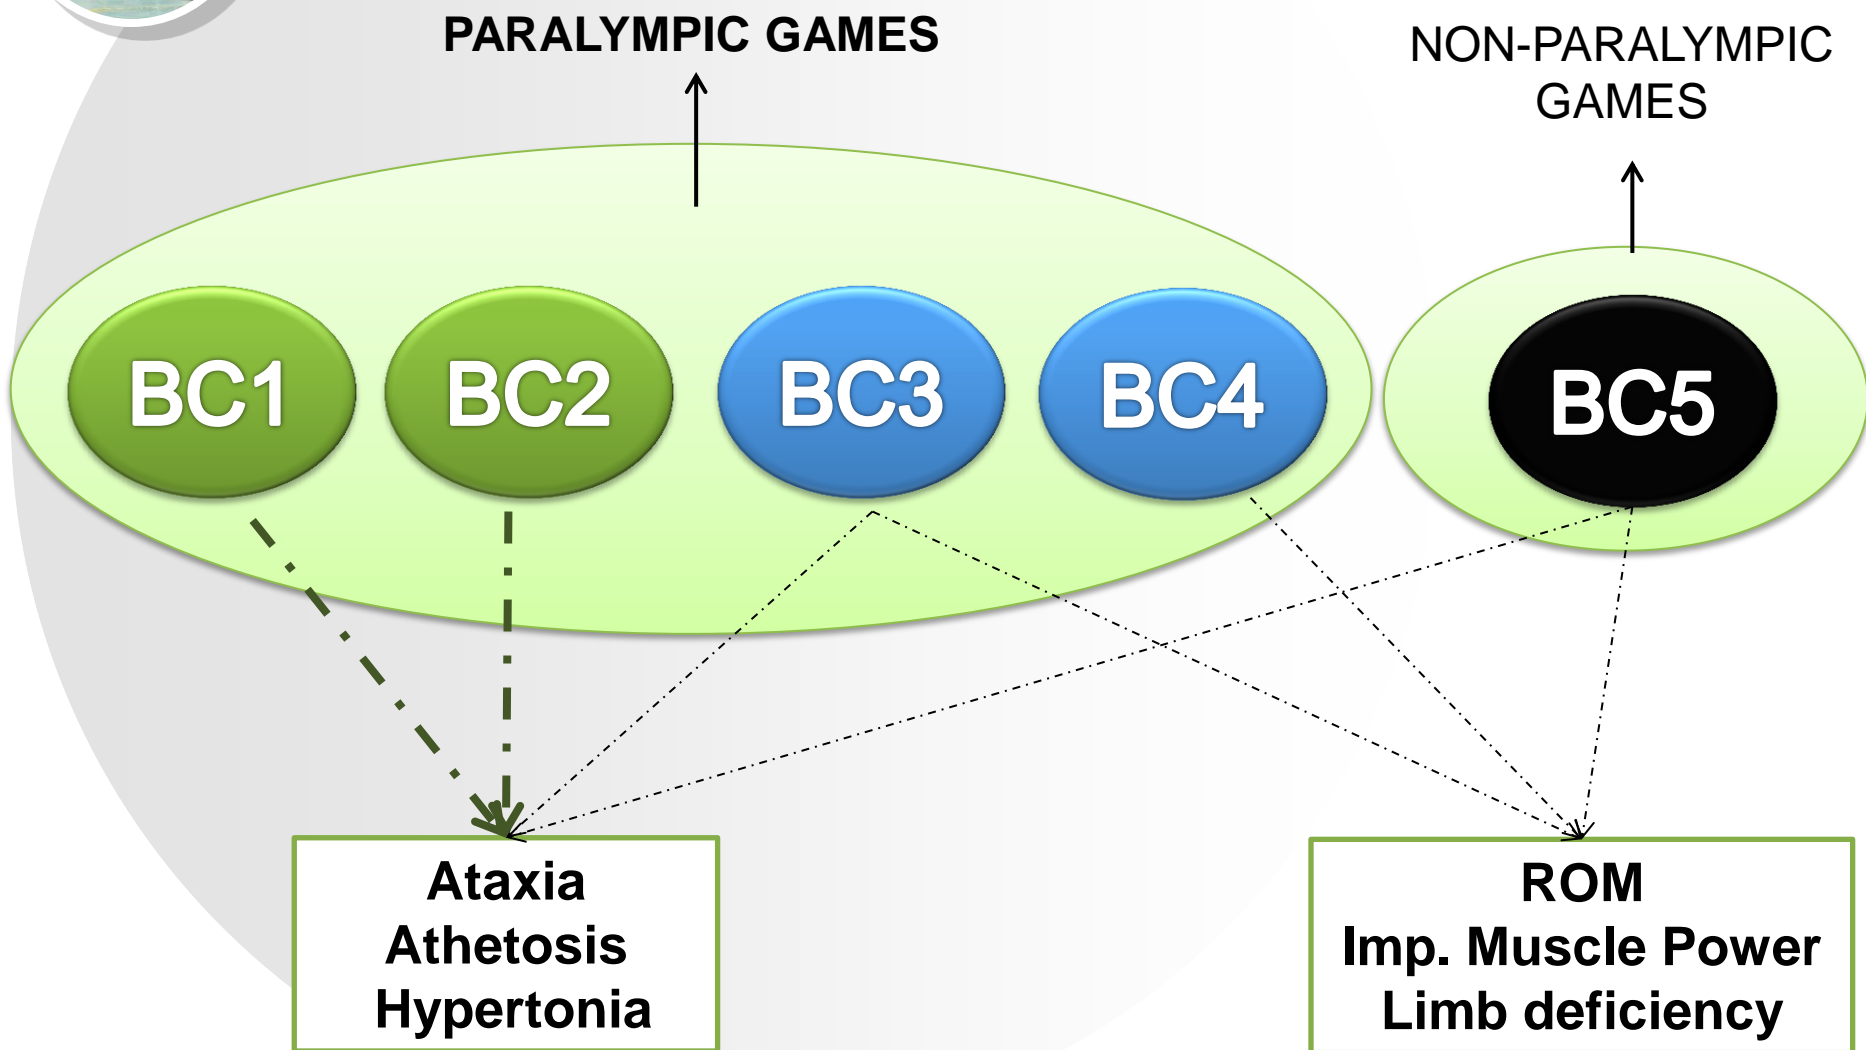 PARALYMPIC GAMES
NON-PARALYMPIC
GAMES
BC1
BC2
BC3
BC4
BC5
Ataxia
Athetosis
Hypertonia
ROM
Imp. Muscle Power
Limb deficiency